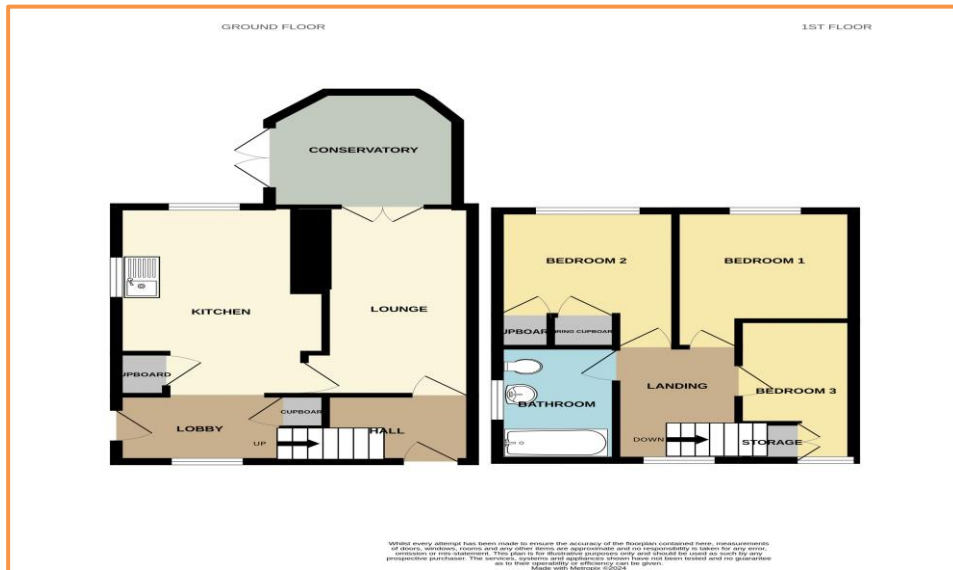 GROUND FLOOR
1ST FLOOR
CONSERVATORY
KITCHEN
LOUNGE
UPBOARD
LOBBY
CUPBOAR
UP
HALL
BEDROOM 2
BEDROOM 1
UPBOAR
RING CUPBOAR
BATHROOM
LANDING
BEDROOM 3
DOWN
STORAGE
Whilst every attempt has been made to ensure the accuracy of the floorplan contained here, measurements
of doors, windows, rooms and any other items are approximate and no responsibility is taken for any error,
omission or mis-statement. This plan is for illustrative purposes only and should be used as such by any
prospective purchaser. The services, systems and appliances shown have not been tested and no guarantee
as to their operability or efficiency can be given.
Made with Metropix ©2024